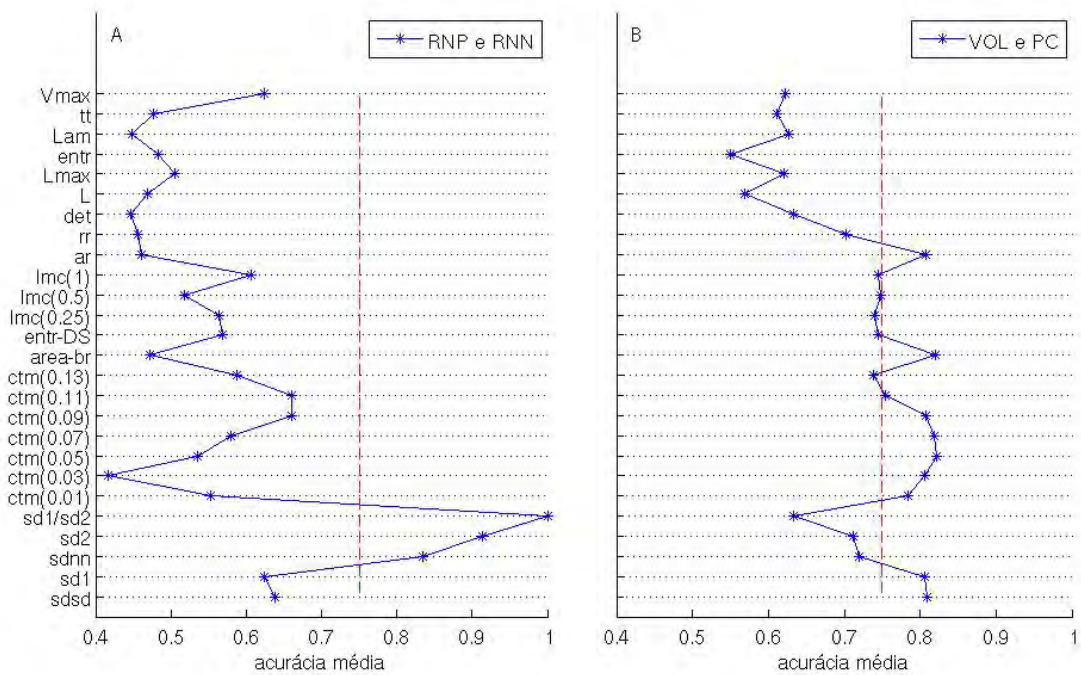 A
RNP e RNN
Vmax
tt
Lam
entr
Lmax
L
det
rr
ar
lmc(1)
lmc(0.5)
lmc(0.25)
entr-DS
area-br
ctm(0.13)
ctm(0.11)
ctm(0.09)
ctm(0.07)
ctm(0.05)
ctm(0.03)
ctm(0.01)
sd1/sd2
sd2
sdnn
sd1
sdsd
0.4 0.5 0.6 0.7 0.8 0.9 1
acurácia média
B
VOL e PC
0.4 0.5 0.6 0.7 0.8 0.9 1
acurácia média